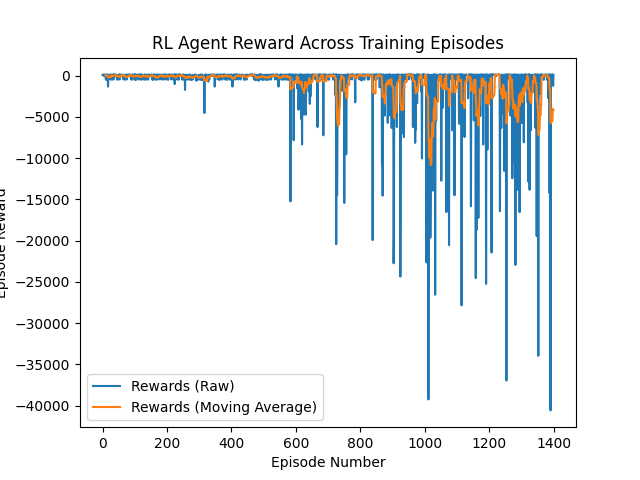 RL Agent Reward Across Training Episodes
0
−5000
−10000
−15000
−20000
−25000
−30000
−35000
−40000
Episode Reward
Rewards (Raw)
Rewards (Moving Average)
0 200 400 600 800 1000 1200 1400
Episode Number